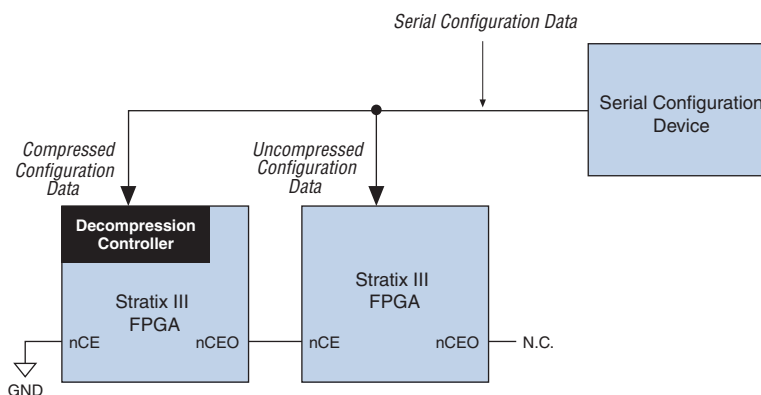 Serial Configuration Data
Serial Configuration
Device
Compressed
Configuration
Data
Uncompressed
Configuration
Data
Decompression
Controller
Stratix III
FPGA
nCE
nCEO
Stratix III
FPGA
nCE
nCEO
N.C.
GND